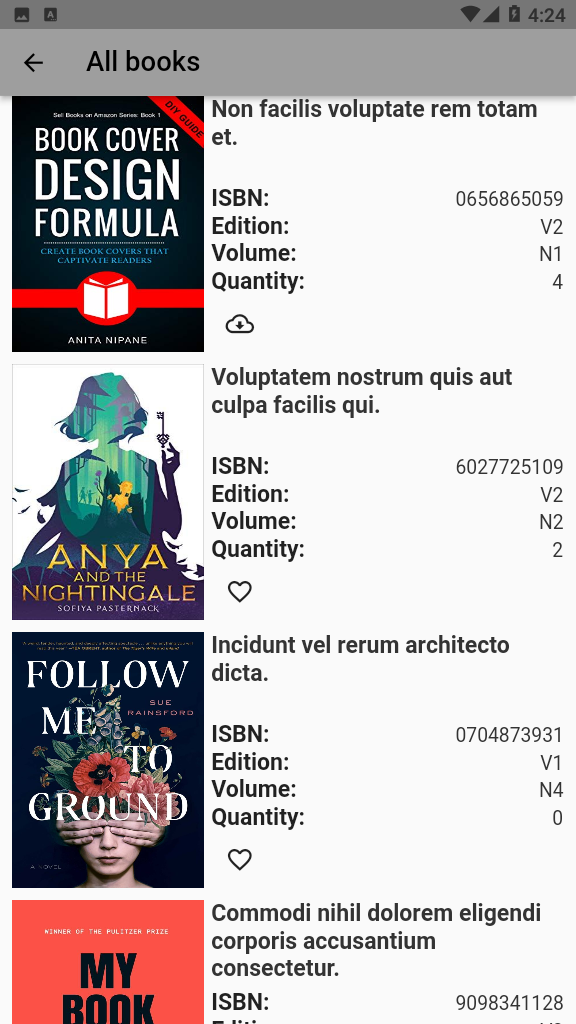 4:24
All books
Sell Books on Amazon Series: Book 1
DIY GUIDE
BOOK COVER
DESIGN
FORMULA
CREATE BOOK COVERS THAT
CAPTIVATE READERS
ANITA NIPANE
Non facilis voluptate rem totam
et.
ISBN: 0656865059
Edition: V2
Volume: N1
Quantity: 4
ANYA
AND THE
NIGHTINGALE
SOFIYA PASTERNACK
Voluptatem nostrum quis aut
culpa facilis qui.
ISBN: 6027725109
Edition: V2
Volume: N2
Quantity: 2
FOLLOW
ME
SUE
RAINSFORD
TO
GROUND
A NOVEL
Incidunt vel rerum architecto
dicta.
ISBN: 0704873931
Edition: V1
Volume: N4
Quantity: 0
WINNER OF THE PULITZER PRIZE
MY
BOOK
Commodi nihil dolorem eligendi
corporis accusantium
consectetur.
ISBN: 9098341128